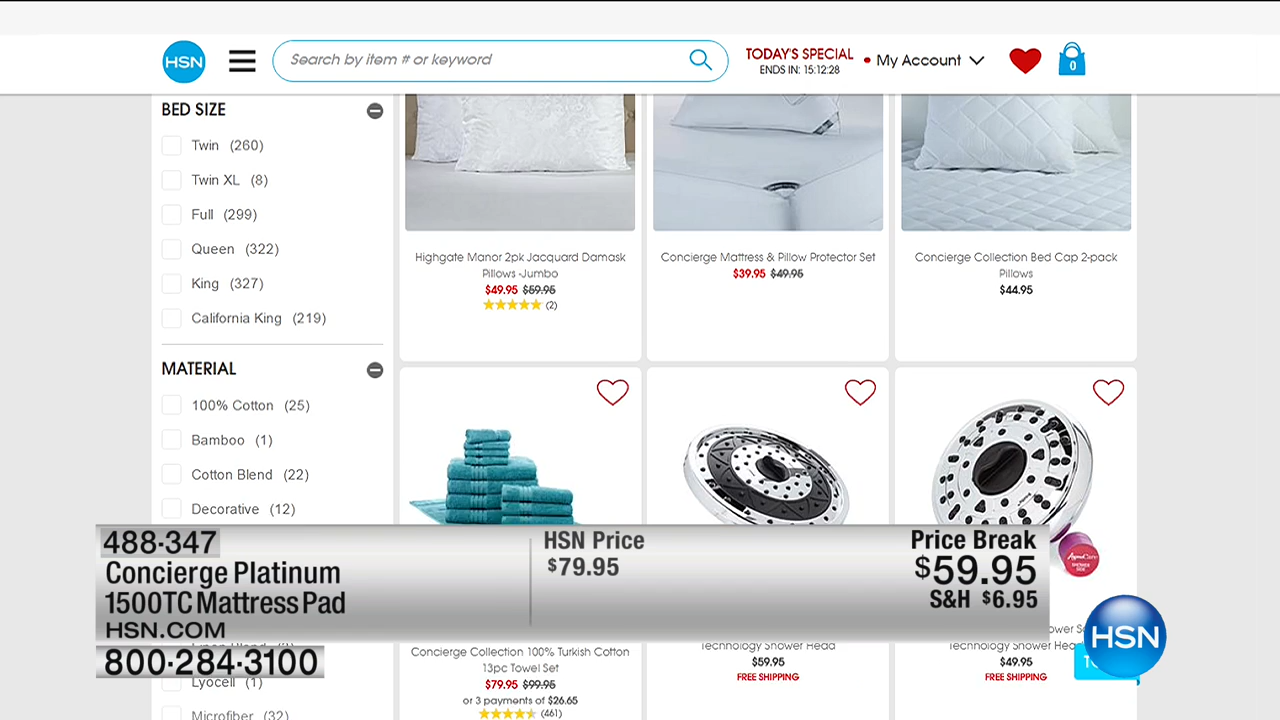 HSN
Search by item # or keyword
TODAY'S SPECIAL
ENDS IN: 15:12:28
My Account
0
BED SIZE
Twin (260)
Twin XL (8)
Full (299)
Queen (322)
King (327)
California King (219)
MATERIAL
100% Cotton (25)
Bamboo (1)
Cotton Blend (22)
Decorative (12)
Lyocell (1)
Microfiber (32)
Highgate Manor 2pk Jacquard Damask
Pillows -Jumbo
$49.95 $59.95
(2)
Concierge Mattress & Pillow Protector Set
$39.95 $49.95
Concierge Collection Bed Cap 2-pack
Pillows
$44.95
Concierge Collection 100% Turkish Cotton
13pc Towel Set
$79.95 $99.95
or 3 payments of $26.65
(461)
Technology Shower Head
$59.95
FREE SHIPPING
Technology Shower
$49.95
FREE SHIPPING
488-347
Concierge Platinum
1500TC Mattress Pad
HSN.COM
800-284-3100
HSN Price
$79.95
Price Break
$59.95
S&H $6.95
HSN